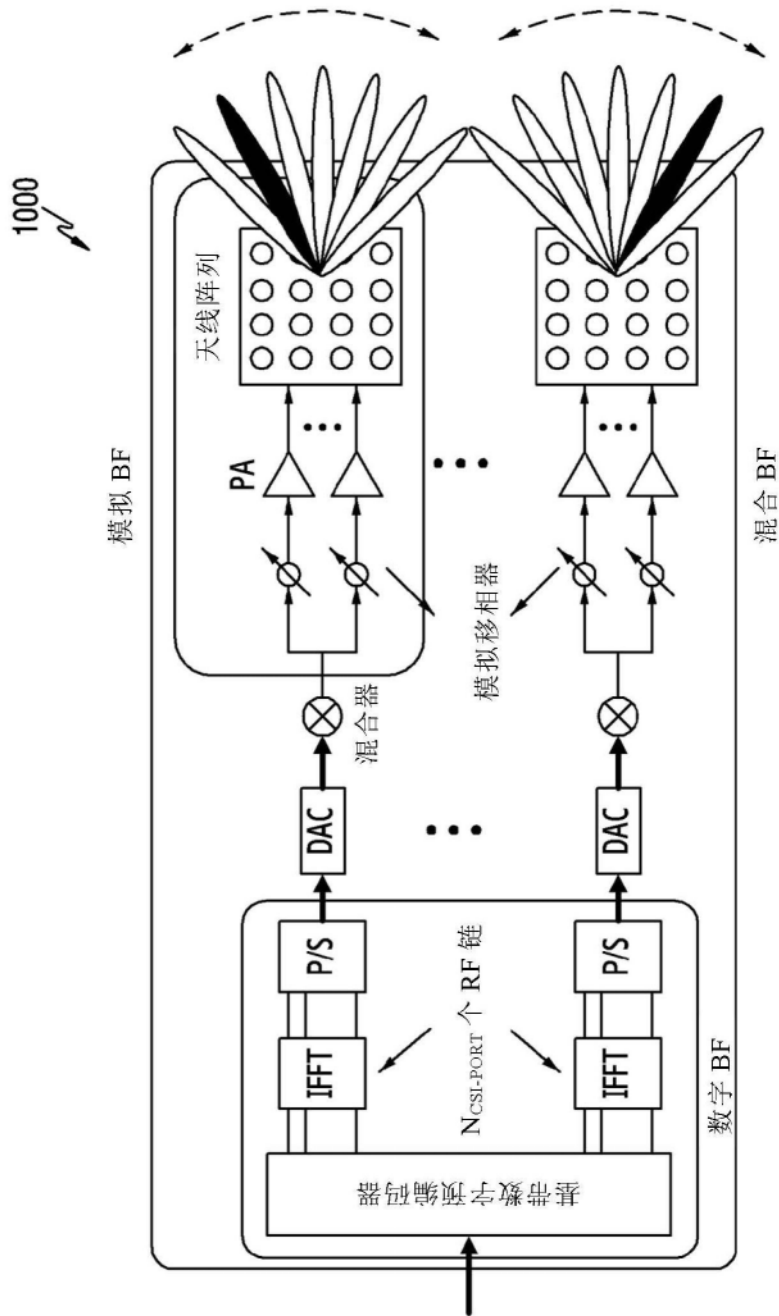 1000
模拟 BF
天线阵列
PA
混合器
模拟移相器
DAC
DAC
P/S
P/S
IFFT
IFFT
N_CSI-PORT 个 RF 链
基带数字预编码器
数字 BF
混合 BF